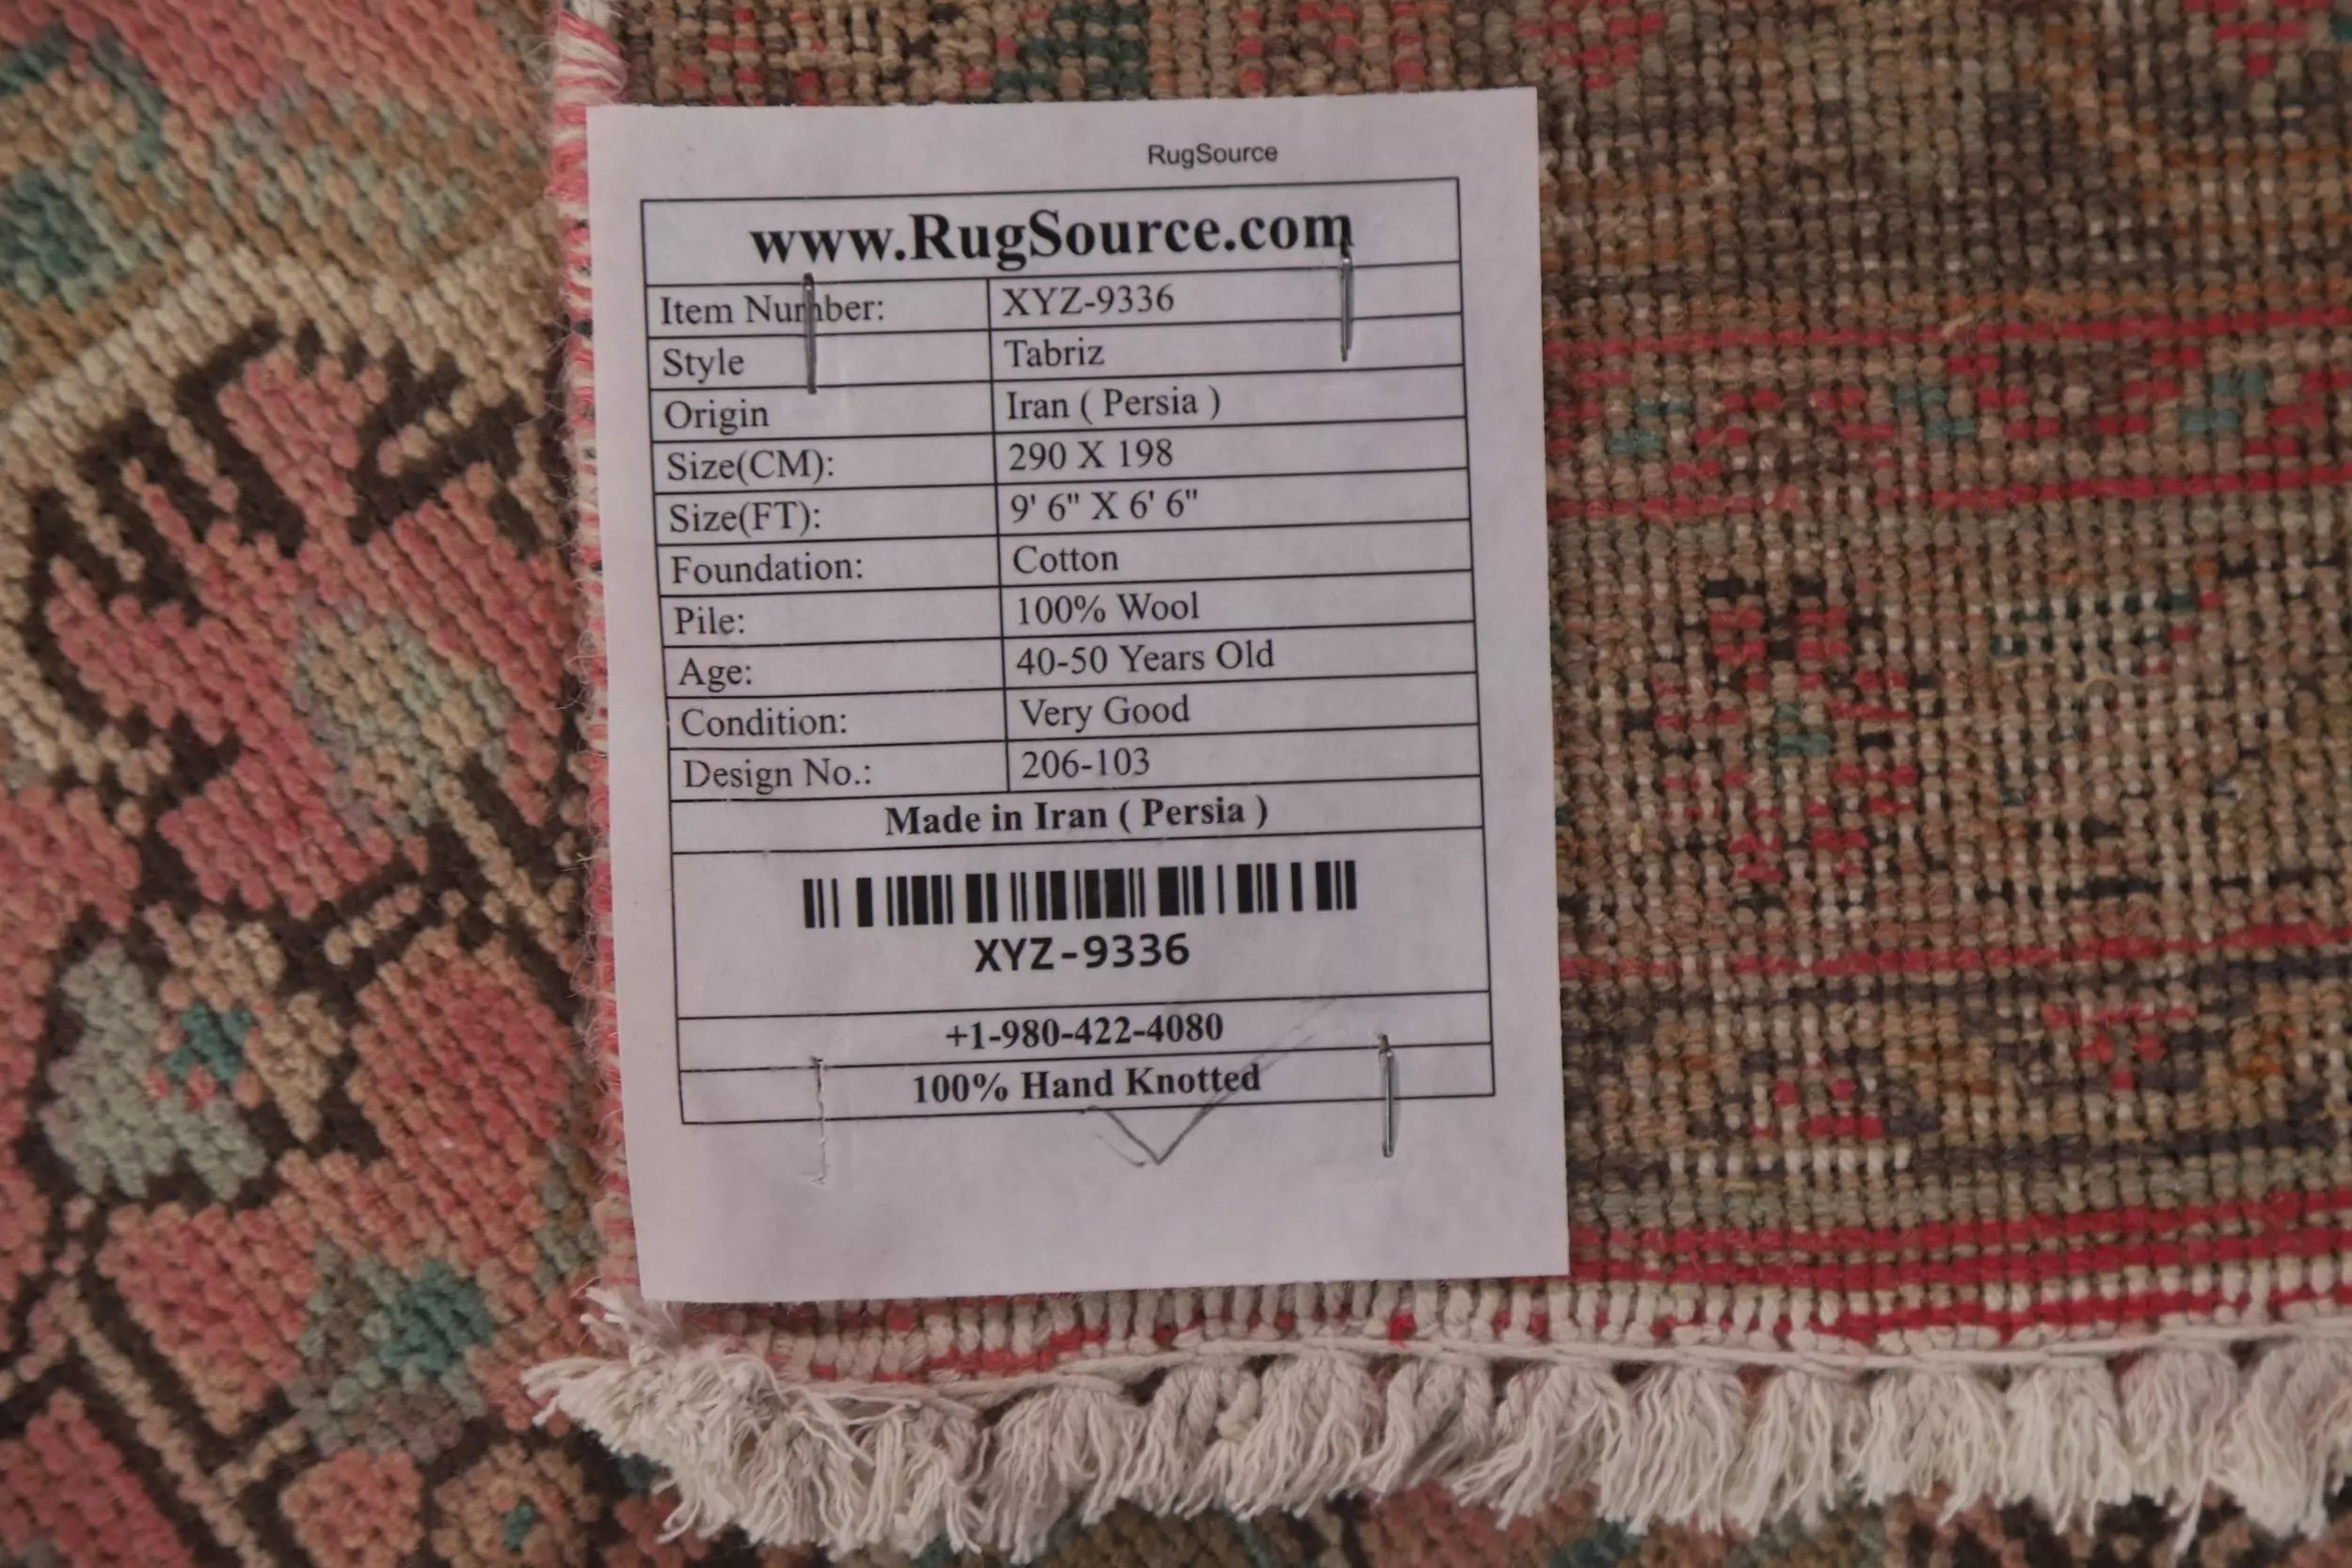 RugSource
www.RugSource.com
Item Number: XYZ-9336
Style Tabriz
Origin Iran ( Persia )
Size(CM): 290 X 198
Size(FT): 9' 6" X 6' 6"
Foundation: Cotton
Pile: 100% Wool
Age: 40-50 Years Old
Condition: Very Good
Design No.: 206-103
Made in Iran ( Persia )
XYZ-9336
+1-980-422-4080
100% Hand Knotted